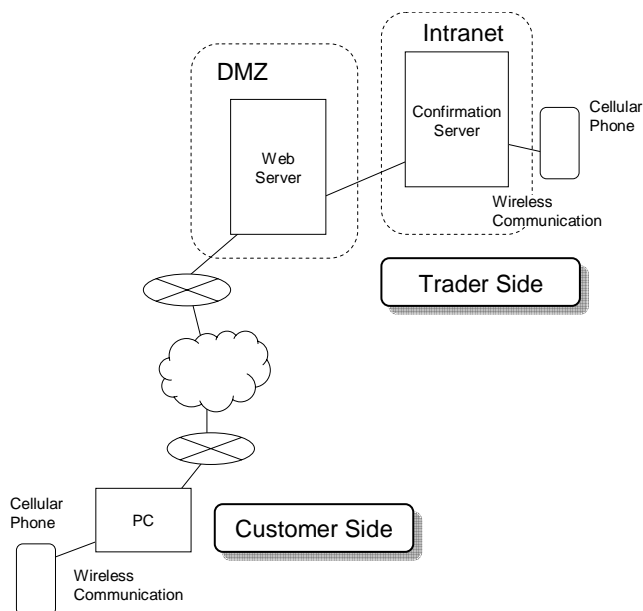 Intranet
DMZ
Confirmation
Server
Cellular
Phone
Web
Server
Wireless
Communication
Trader Side
Cellular
Phone
PC
Customer Side
Wireless
Communication